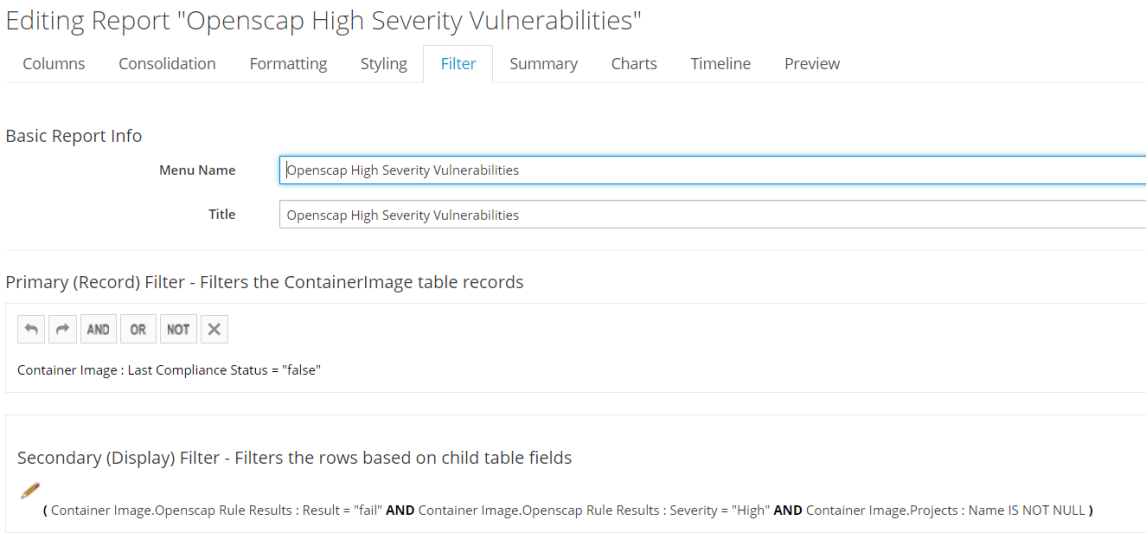 Editing Report "Openscap High Severity Vulnerabilities"
Columns Consolidation Formatting Styling Filter Summary Charts Timeline Preview
Basic Report Info
Menu Name Openscap High Severity Vulnerabilities
Title Openscap High Severity Vulnerabilities
Primary (Record) Filter - Filters the ContainerImage table records
AND OR NOT
Container Image : Last Compliance Status = "false"
Secondary (Display) Filter - Filters the rows based on child table fields
( Container Image.Openscap Rule Results : Result = "fail" AND Container Image.Openscap Rule Results : Severity = "High" AND Container Image.Projects : Name IS NOT NULL )